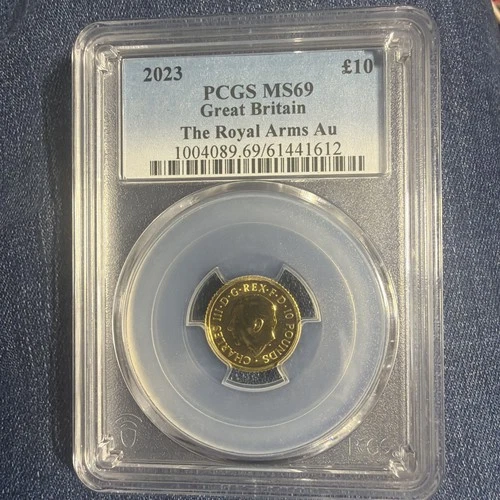 2023 £10
PCGS MS69
Great Britain
The Royal Arms Au
1004089.69/61441612
CHARLES III·D·G·REX·F·D·10 POUNDS·